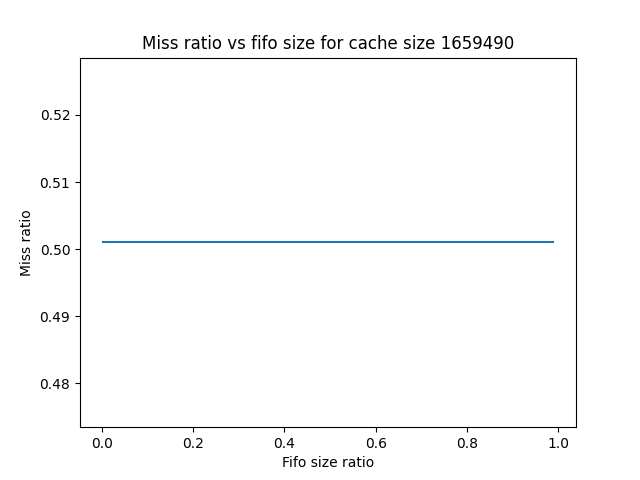 Miss ratio vs fifo size for cache size 1659490
0.52
0.51
0.50
0.49
0.48
Miss ratio
0.0 0.2 0.4 0.6 0.8 1.0
Fifo size ratio